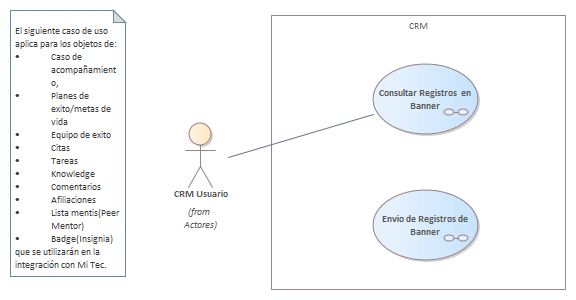 El siguiente caso de uso
aplica para los objetos de:
• Caso de
acompañamient
o,
• Planes de
exito/metas de
vida
• Equipo de exito
• Citas
• Tareas
• Knowledge
• Comentarios
• Afiliaciones
• Lista mentis(Peer
Mentor)
• Badge(Insignia)
que se utilizarán en la
integración con Mi Tec.
CRM Usuario
(from
Actores)
CRM
Consultar Registros en
Banner
Envio de Registros de
Banner